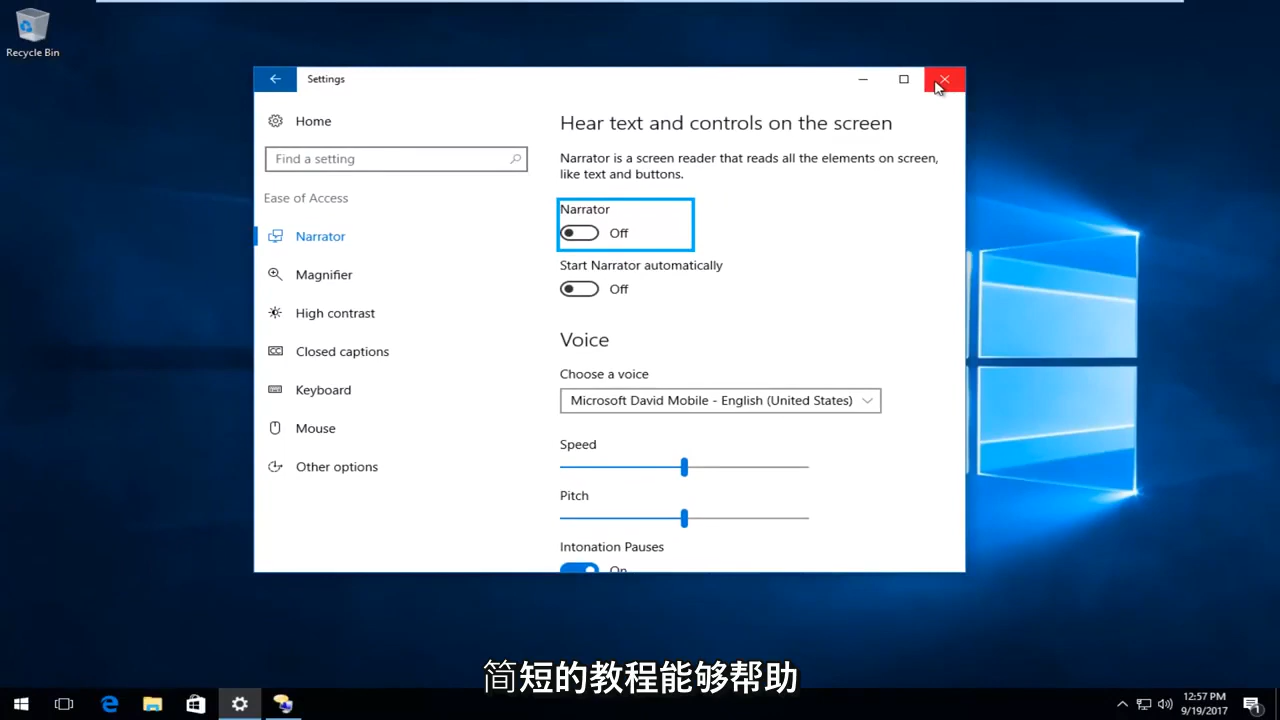 Recycle Bin
Settings
Home
Find a setting
Ease of Access
Narrator
Magnifier
High contrast
Closed captions
Keyboard
Mouse
Other options
Hear text and controls on the screen
Narrator is a screen reader that reads all the elements on screen,
like text and buttons.
Narrator
Off
Start Narrator automatically
Off
Voice
Choose a voice
Microsoft David Mobile - English (United States)
Speed
Pitch
Intonation Pauses
On
简短的教程能够帮助
12:57 PM
9/19/2017
1